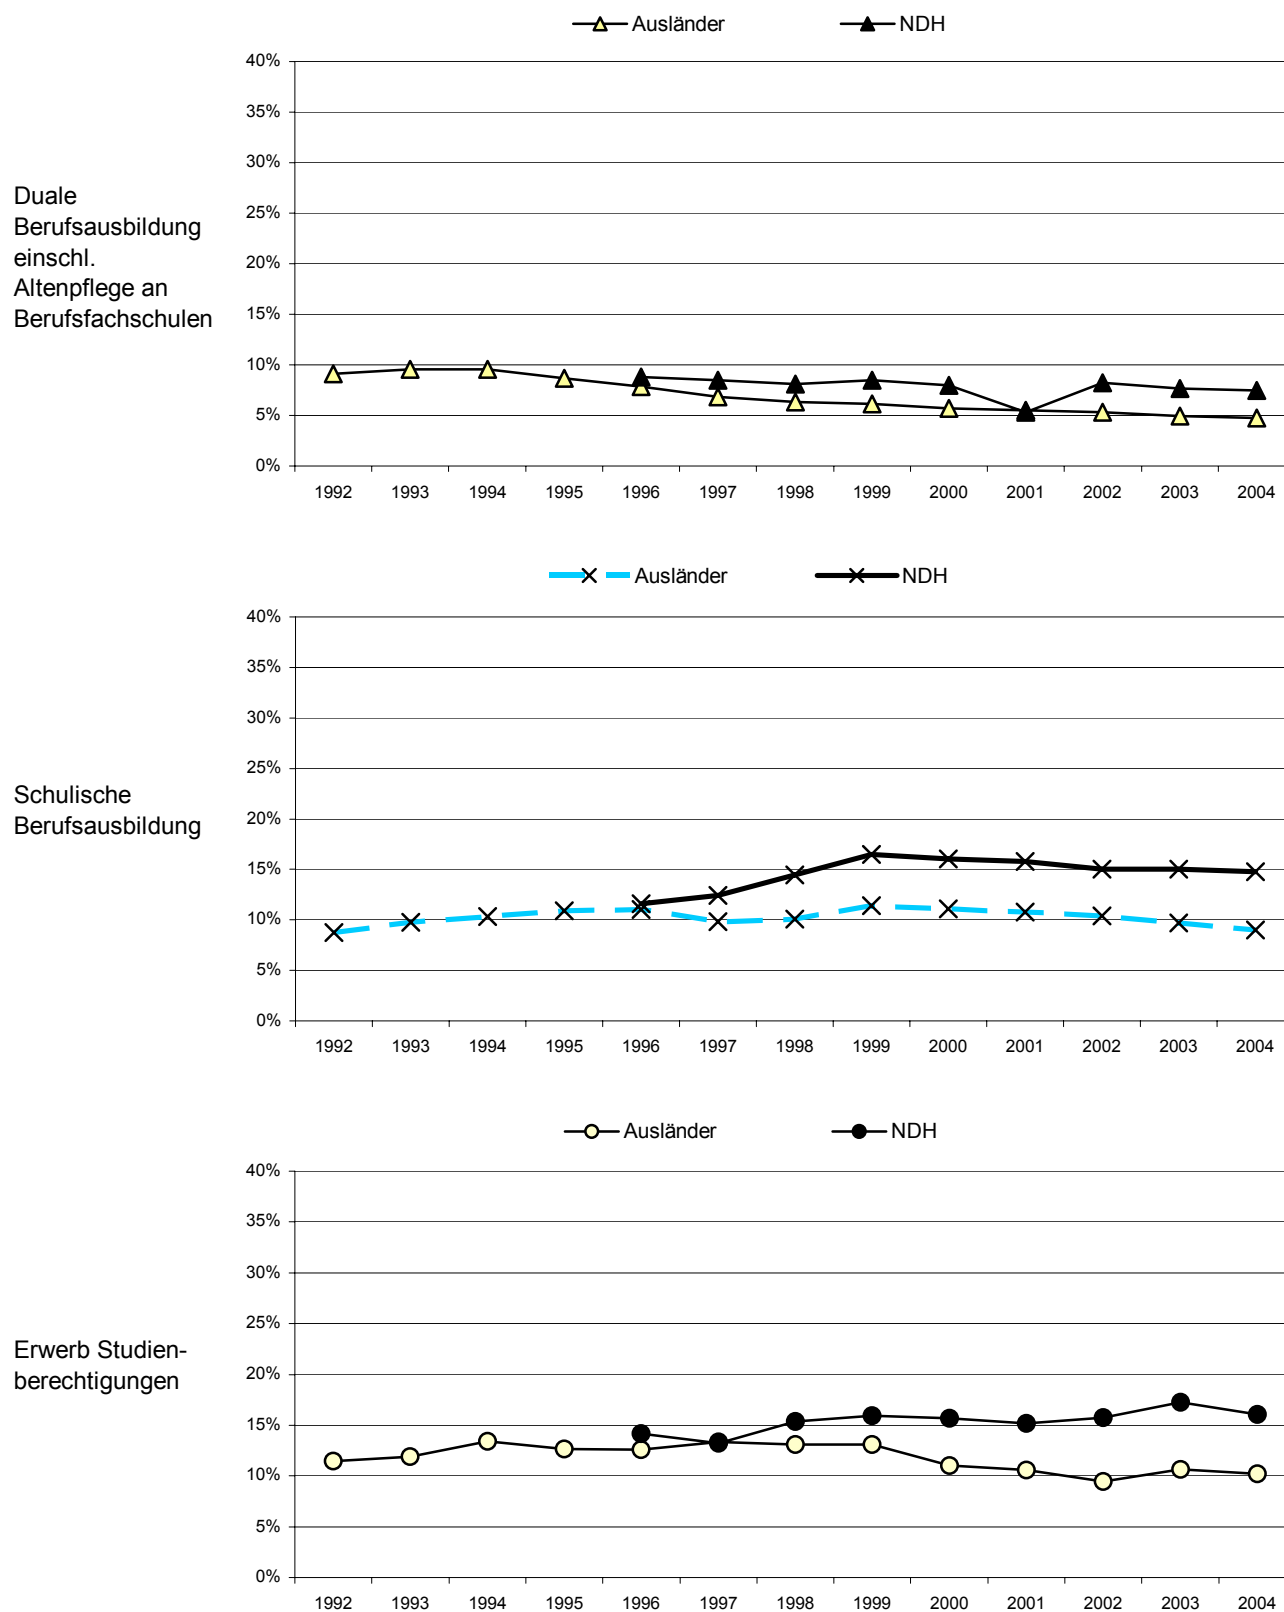 Ausländer NDH
40%
35%
30%
25%
20%
15%
10%
5%
0%
Duale
Berufsausbildung
einschl.
Altenpflege an
Berufsfachschulen
1992 1993 1994 1995 1996 1997 1998 1999 2000 2001 2002 2003 2004
Ausländer NDH
40%
35%
30%
25%
20%
15%
10%
5%
0%
Schulische
Berufsausbildung
1992 1993 1994 1995 1996 1997 1998 1999 2000 2001 2002 2003 2004
Ausländer NDH
40%
35%
30%
25%
20%
15%
10%
5%
0%
Erwerb Studien-
berechtigungen
1992 1993 1994 1995 1996 1997 1998 1999 2000 2001 2002 2003 2004